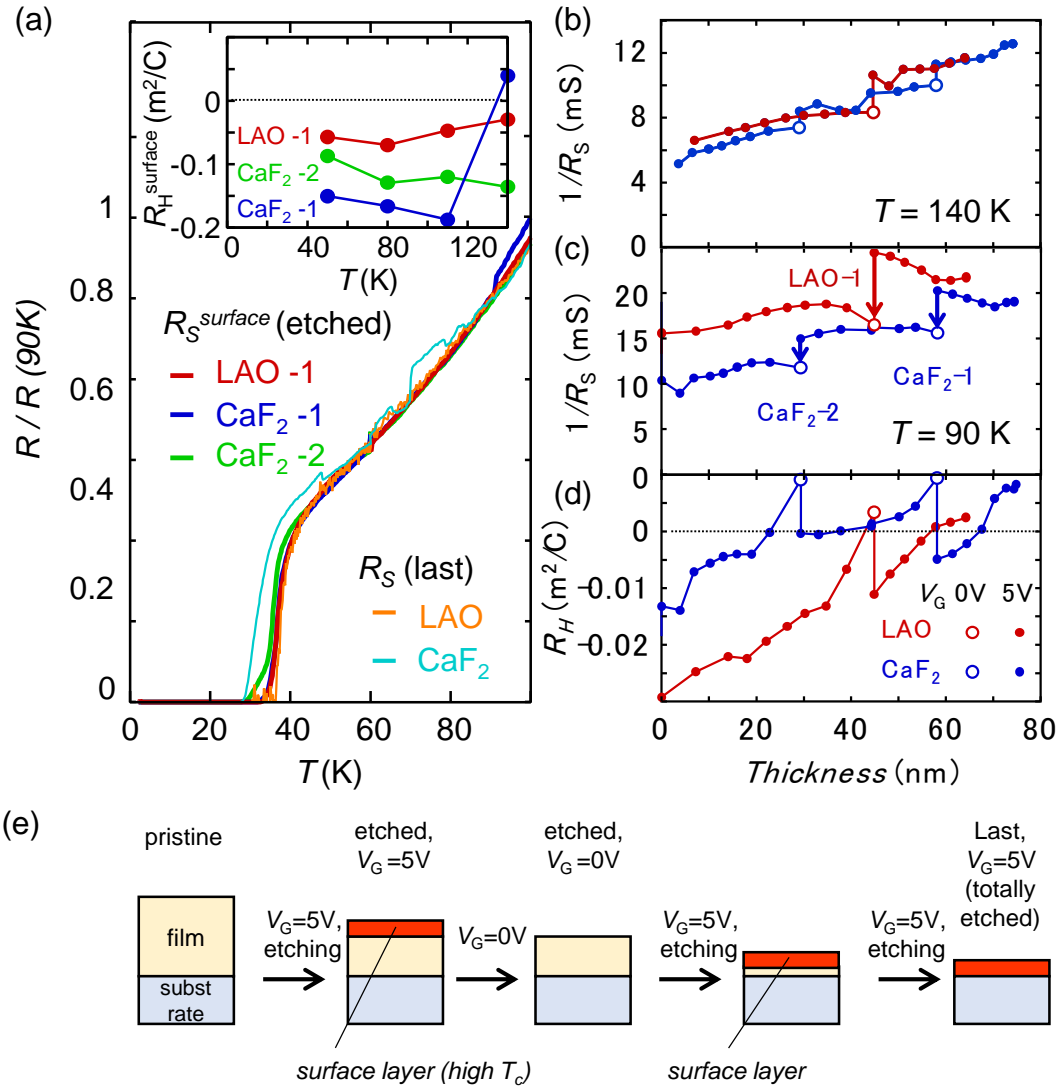 (a)
R_H^surface (m²/C)
0
-0.1
-0.2
LAO -1
CaF₂ -2
CaF₂ -1
0 40 80 120
T (K)
R / R (90K)
1
0.8
0.6
0.4
0.2
0
R_S^surface (etched)
LAO -1
CaF₂ -1
CaF₂ -2
R_S (last)
LAO
CaF₂
0 20 40 60 80
T (K)
(b)
1/R_S (mS)
12
8
4
0
T = 140 K
(c)
1/R_S (mS)
20
15
10
5
0
LAO-1
CaF₂-1
CaF₂-2
T = 90 K
(d)
R_H (m²/C)
0
-0.01
-0.02
V_G 0V 5V
LAO
CaF₂
0 20 40 60 80
Thickness (nm)
(e)
pristine
film
subst
rate
V_G=5V,
etching
etched,
V_G=5V
surface layer (high T_c)
V_G=0V
etched,
V_G=0V
V_G=5V,
etching
surface layer
V_G=5V,
etching
Last,
V_G=5V
(totally
etched)